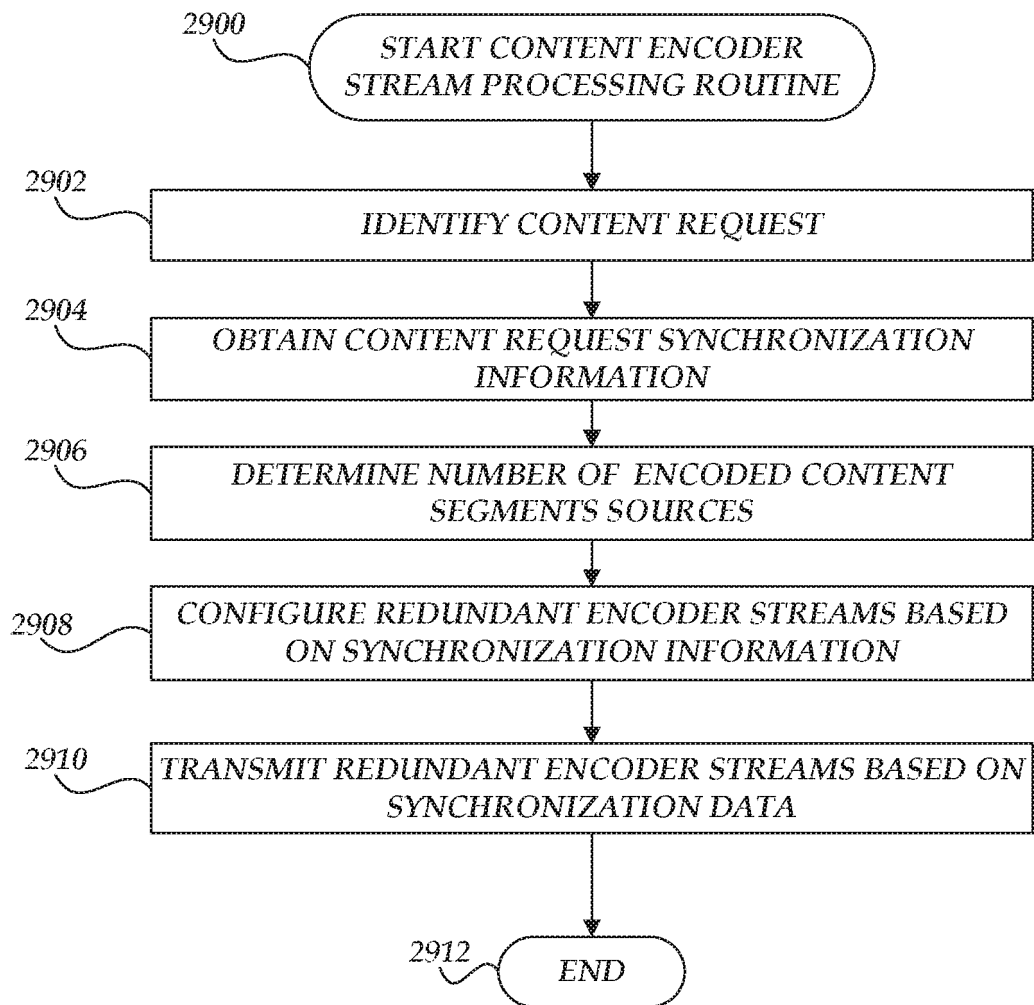 2900
START CONTENT ENCODER
STREAM PROCESSING ROUTINE
2902
IDENTIFY CONTENT REQUEST
2904
OBTAIN CONTENT REQUEST SYNCHRONIZATION
INFORMATION
2906
DETERMINE NUMBER OF ENCODED CONTENT
SEGMENTS SOURCES
2908
CONFIGURE REDUNDANT ENCODER STREAMS BASED
ON SYNCHRONIZATION INFORMATION
2910
TRANSMIT REDUNDANT ENCODER STREAMS BASED ON
SYNCHRONIZATION DATA
2912
END